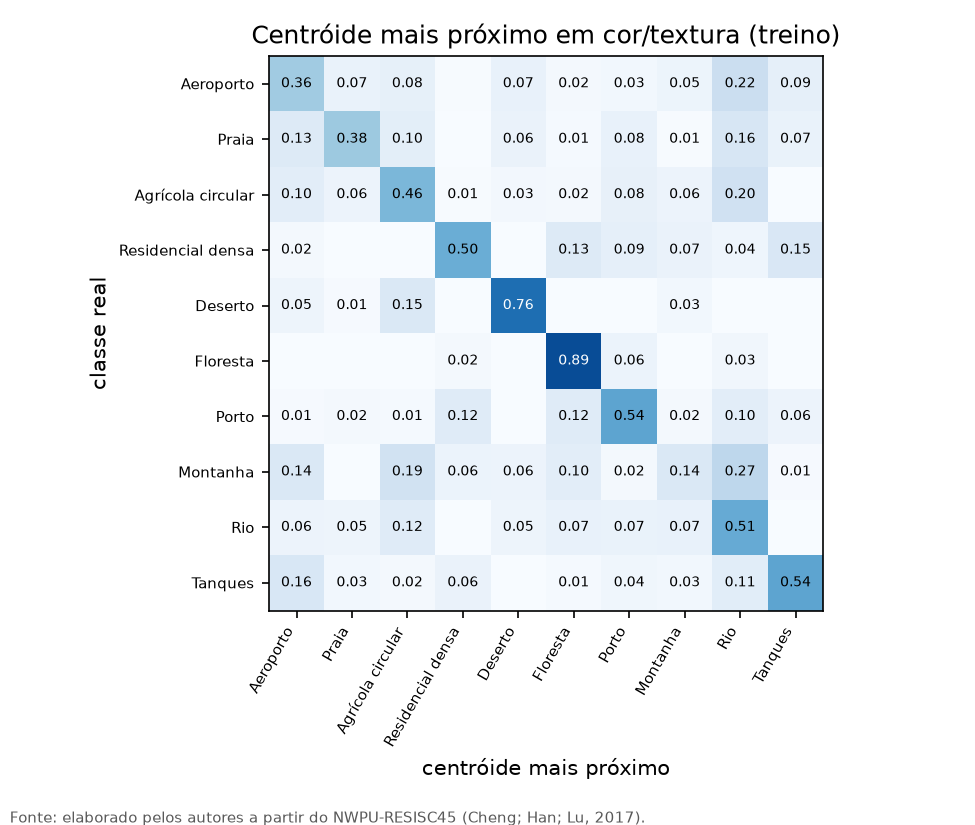 Centróide mais próximo em cor/textura (treino)
classe real
Aeroporto 0.36 0.07 0.08 0.07 0.02 0.03 0.05 0.22 0.09
Praia 0.13 0.38 0.10 0.06 0.01 0.08 0.01 0.16 0.07
Agrícola circular 0.10 0.06 0.46 0.01 0.03 0.02 0.08 0.06 0.20
Residencial densa 0.02 0.50 0.13 0.09 0.07 0.04 0.15
Deserto 0.05 0.01 0.15 0.76 0.03
Floresta 0.02 0.89 0.06 0.03
Porto 0.01 0.02 0.01 0.12 0.12 0.54 0.02 0.10 0.06
Montanha 0.14 0.19 0.06 0.06 0.10 0.02 0.14 0.27 0.01
Rio 0.06 0.05 0.12 0.05 0.07 0.07 0.07 0.51
Tanques 0.16 0.03 0.02 0.06 0.01 0.04 0.03 0.11 0.54
Aeroporto Praia Agrícola circular Residencial densa Deserto Floresta Porto Montanha Rio Tanques
centróide mais próximo
Fonte: elaborado pelos autores a partir do NWPU-RESISC45 (Cheng; Han; Lu, 2017).